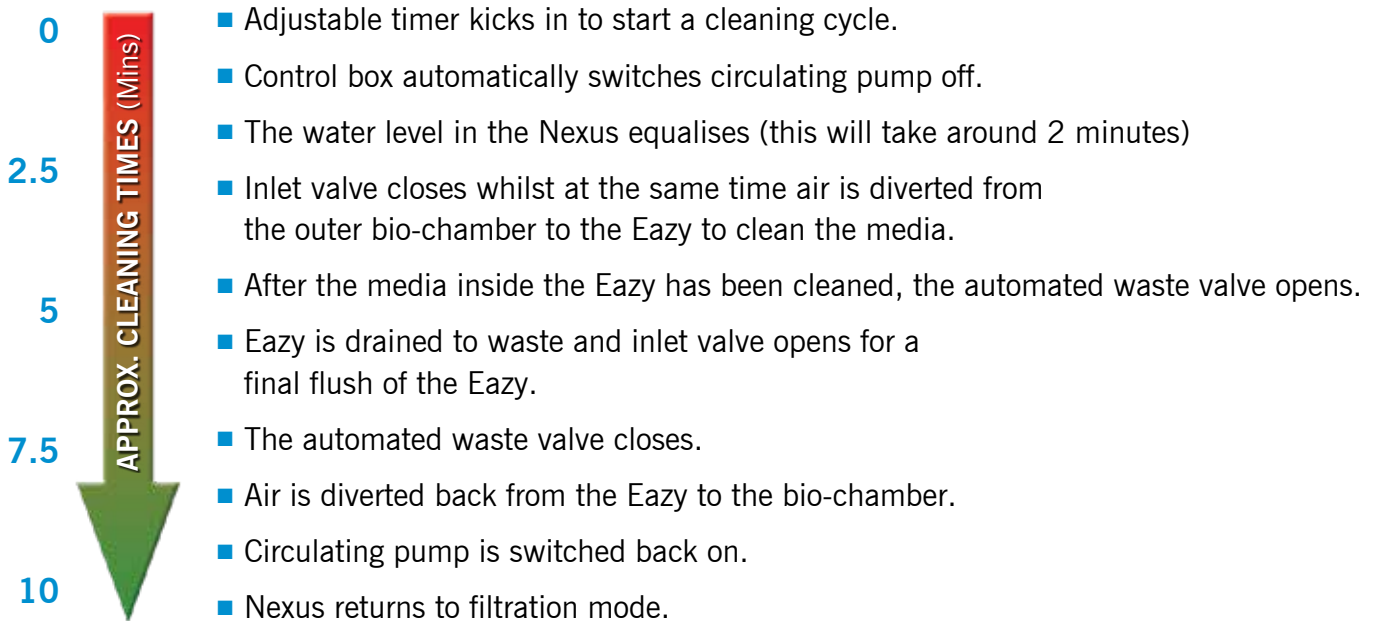 0
2.5
5
7.5
10
APPROX. CLEANING TIMES (Mins)
■ Adjustable timer kicks in to start a cleaning cycle.
■ Control box automatically switches circulating pump off.
■ The water level in the Nexus equalises (this will take around 2 minutes)
■ Inlet valve closes whilst at the same time air is diverted from
the outer bio-chamber to the Eazy to clean the media.
■ After the media inside the Eazy has been cleaned, the automated waste valve opens.
■ Eazy is drained to waste and inlet valve opens for a
final flush of the Eazy.
■ The automated waste valve closes.
■ Air is diverted back from the Eazy to the bio-chamber.
■ Circulating pump is switched back on.
■ Nexus returns to filtration mode.